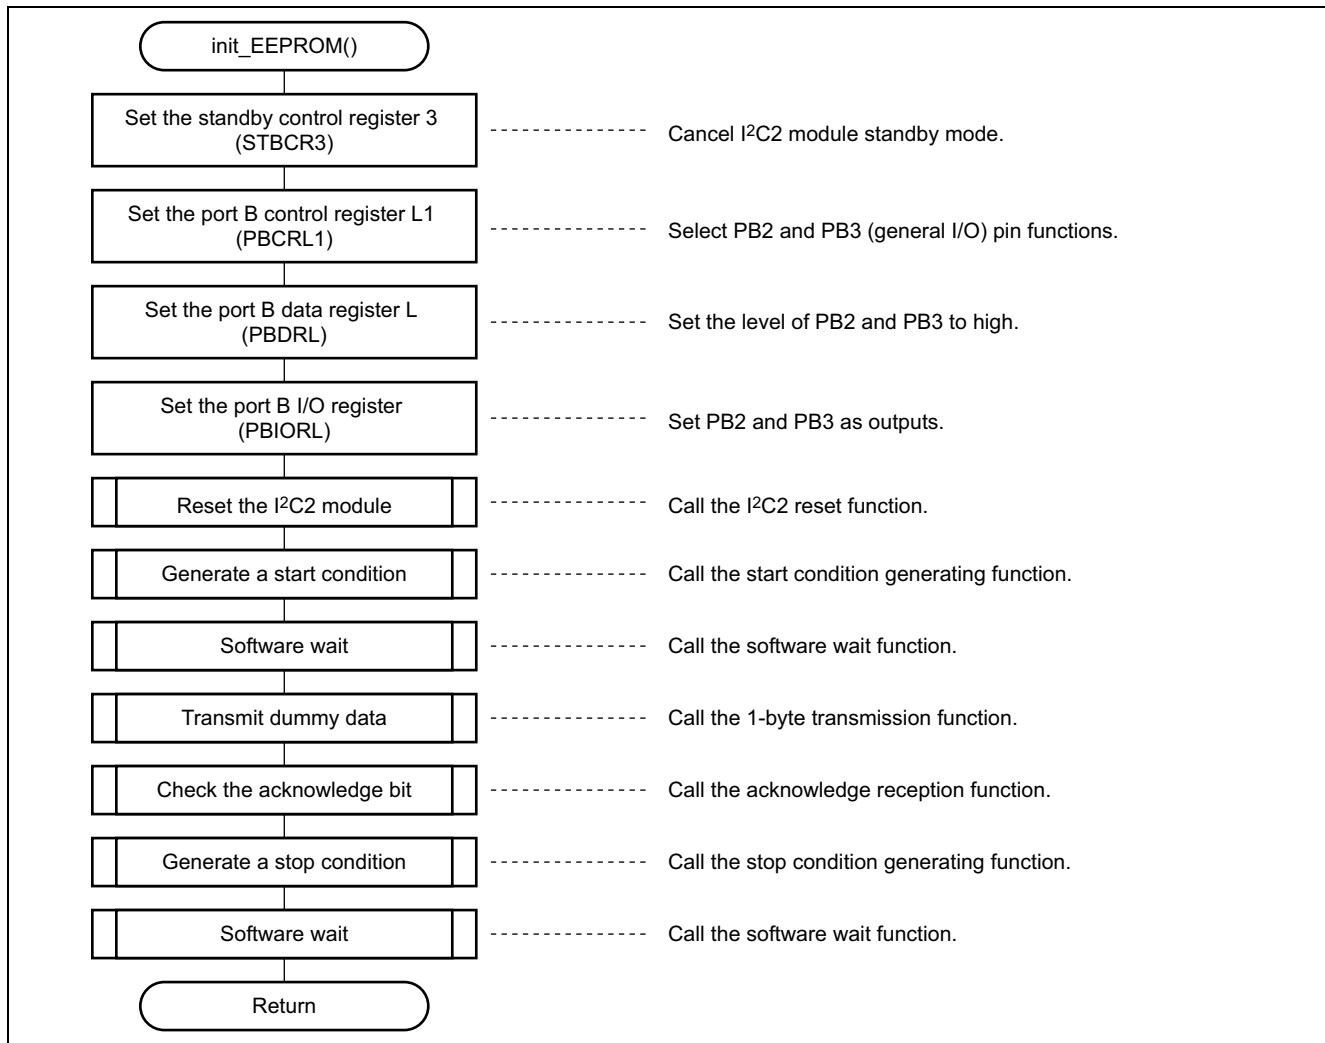 init_EEPROM()
Set the standby control register 3
(STBCR3)
Cancel I2C2 module standby mode.
Set the port B control register L1
(PBCRL1)
Select PB2 and PB3 (general I/O) pin functions.
Set the port B data register L
(PBDRL)
Set the level of PB2 and PB3 to high.
Set the port B I/O register
(PBIORL)
Set PB2 and PB3 as outputs.
Reset the I2C2 module
Call the I2C2 reset function.
Generate a start condition
Call the start condition generating function.
Software wait
Call the software wait function.
Transmit dummy data
Call the 1-byte transmission function.
Check the acknowledge bit
Call the acknowledge reception function.
Generate a stop condition
Call the stop condition generating function.
Software wait
Call the software wait function.
Return